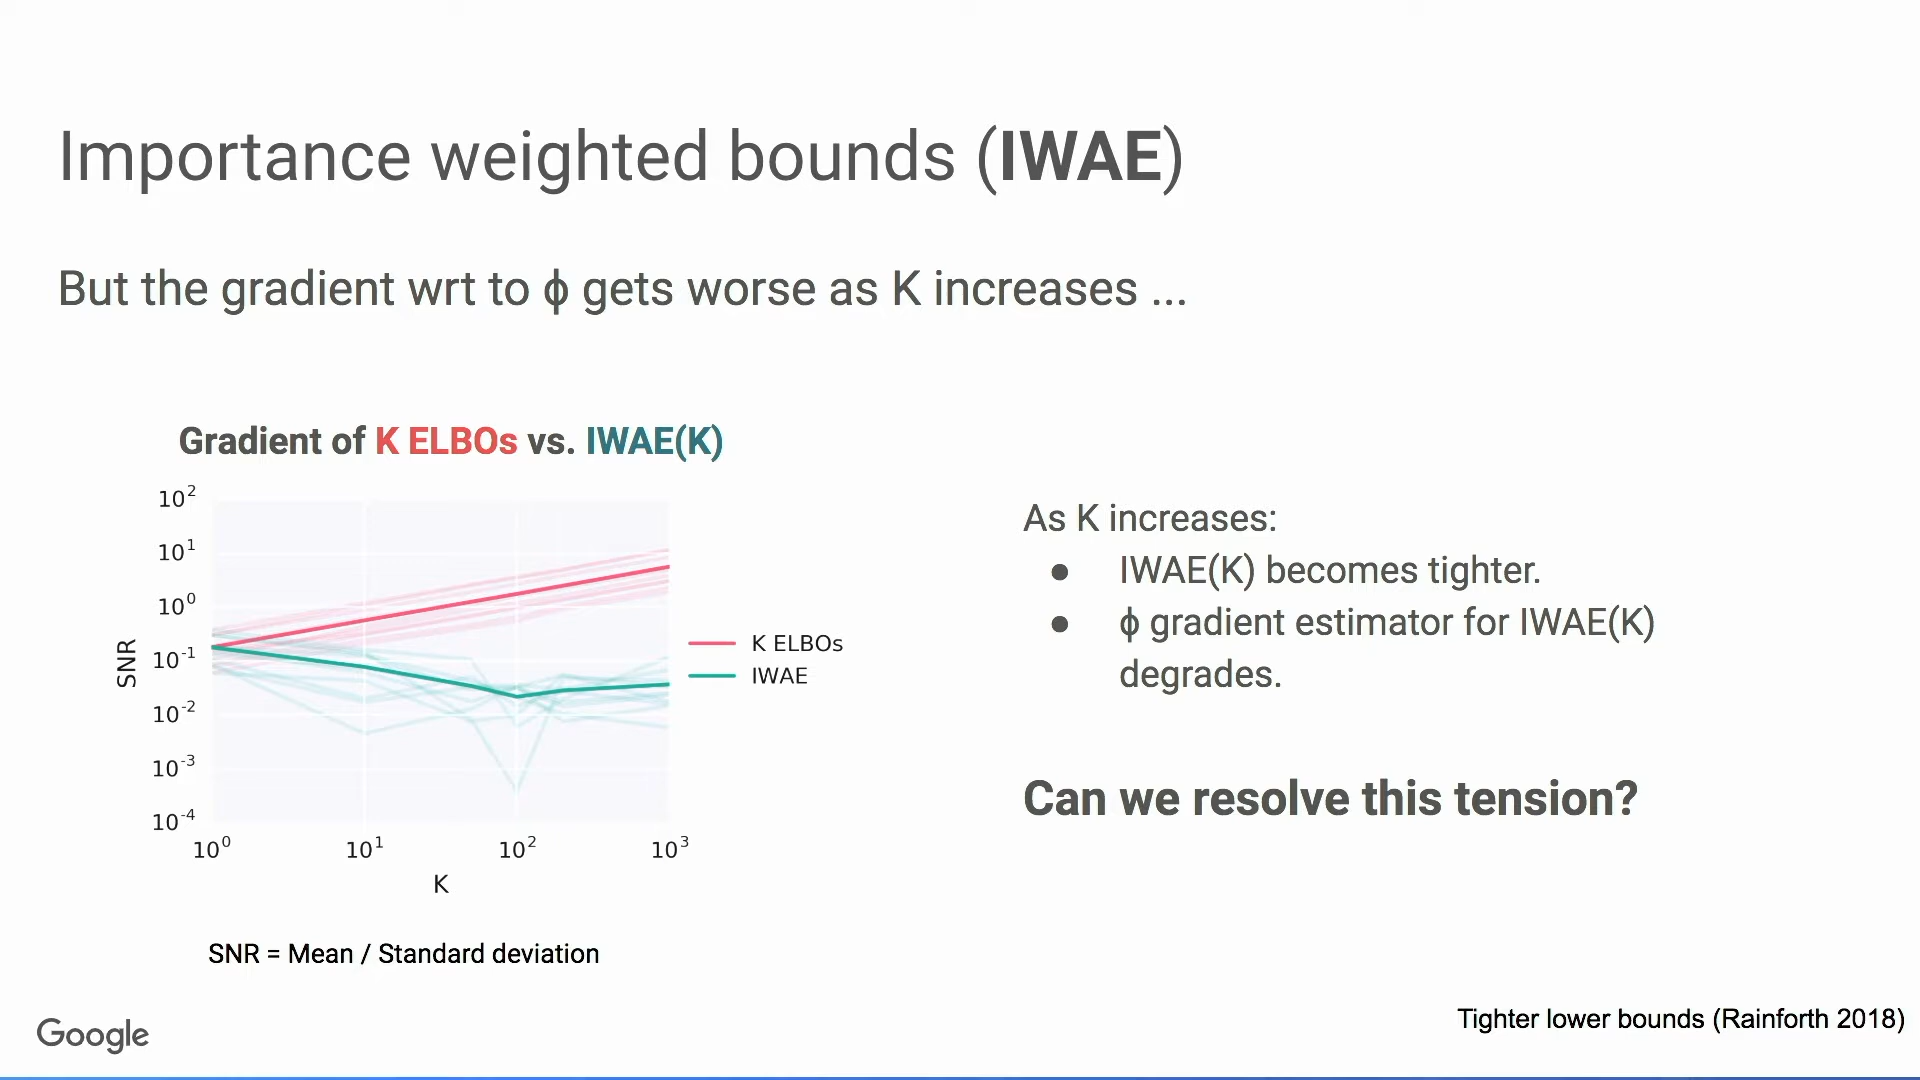 Importance weighted bounds (IWAE)
But the gradient wrt to ϕ gets worse as K increases ...
Gradient of K ELBOs vs. IWAE(K)
10²
10¹
10⁰
10⁻¹
10⁻²
10⁻³
10⁻⁴
SNR
10⁰ 10¹ 10² 10³
K
K ELBOs
IWAE
SNR = Mean / Standard deviation
As K increases:
● IWAE(K) becomes tighter.
● ϕ gradient estimator for IWAE(K)
degrades.
Can we resolve this tension?
Google
Tighter lower bounds (Rainforth 2018)